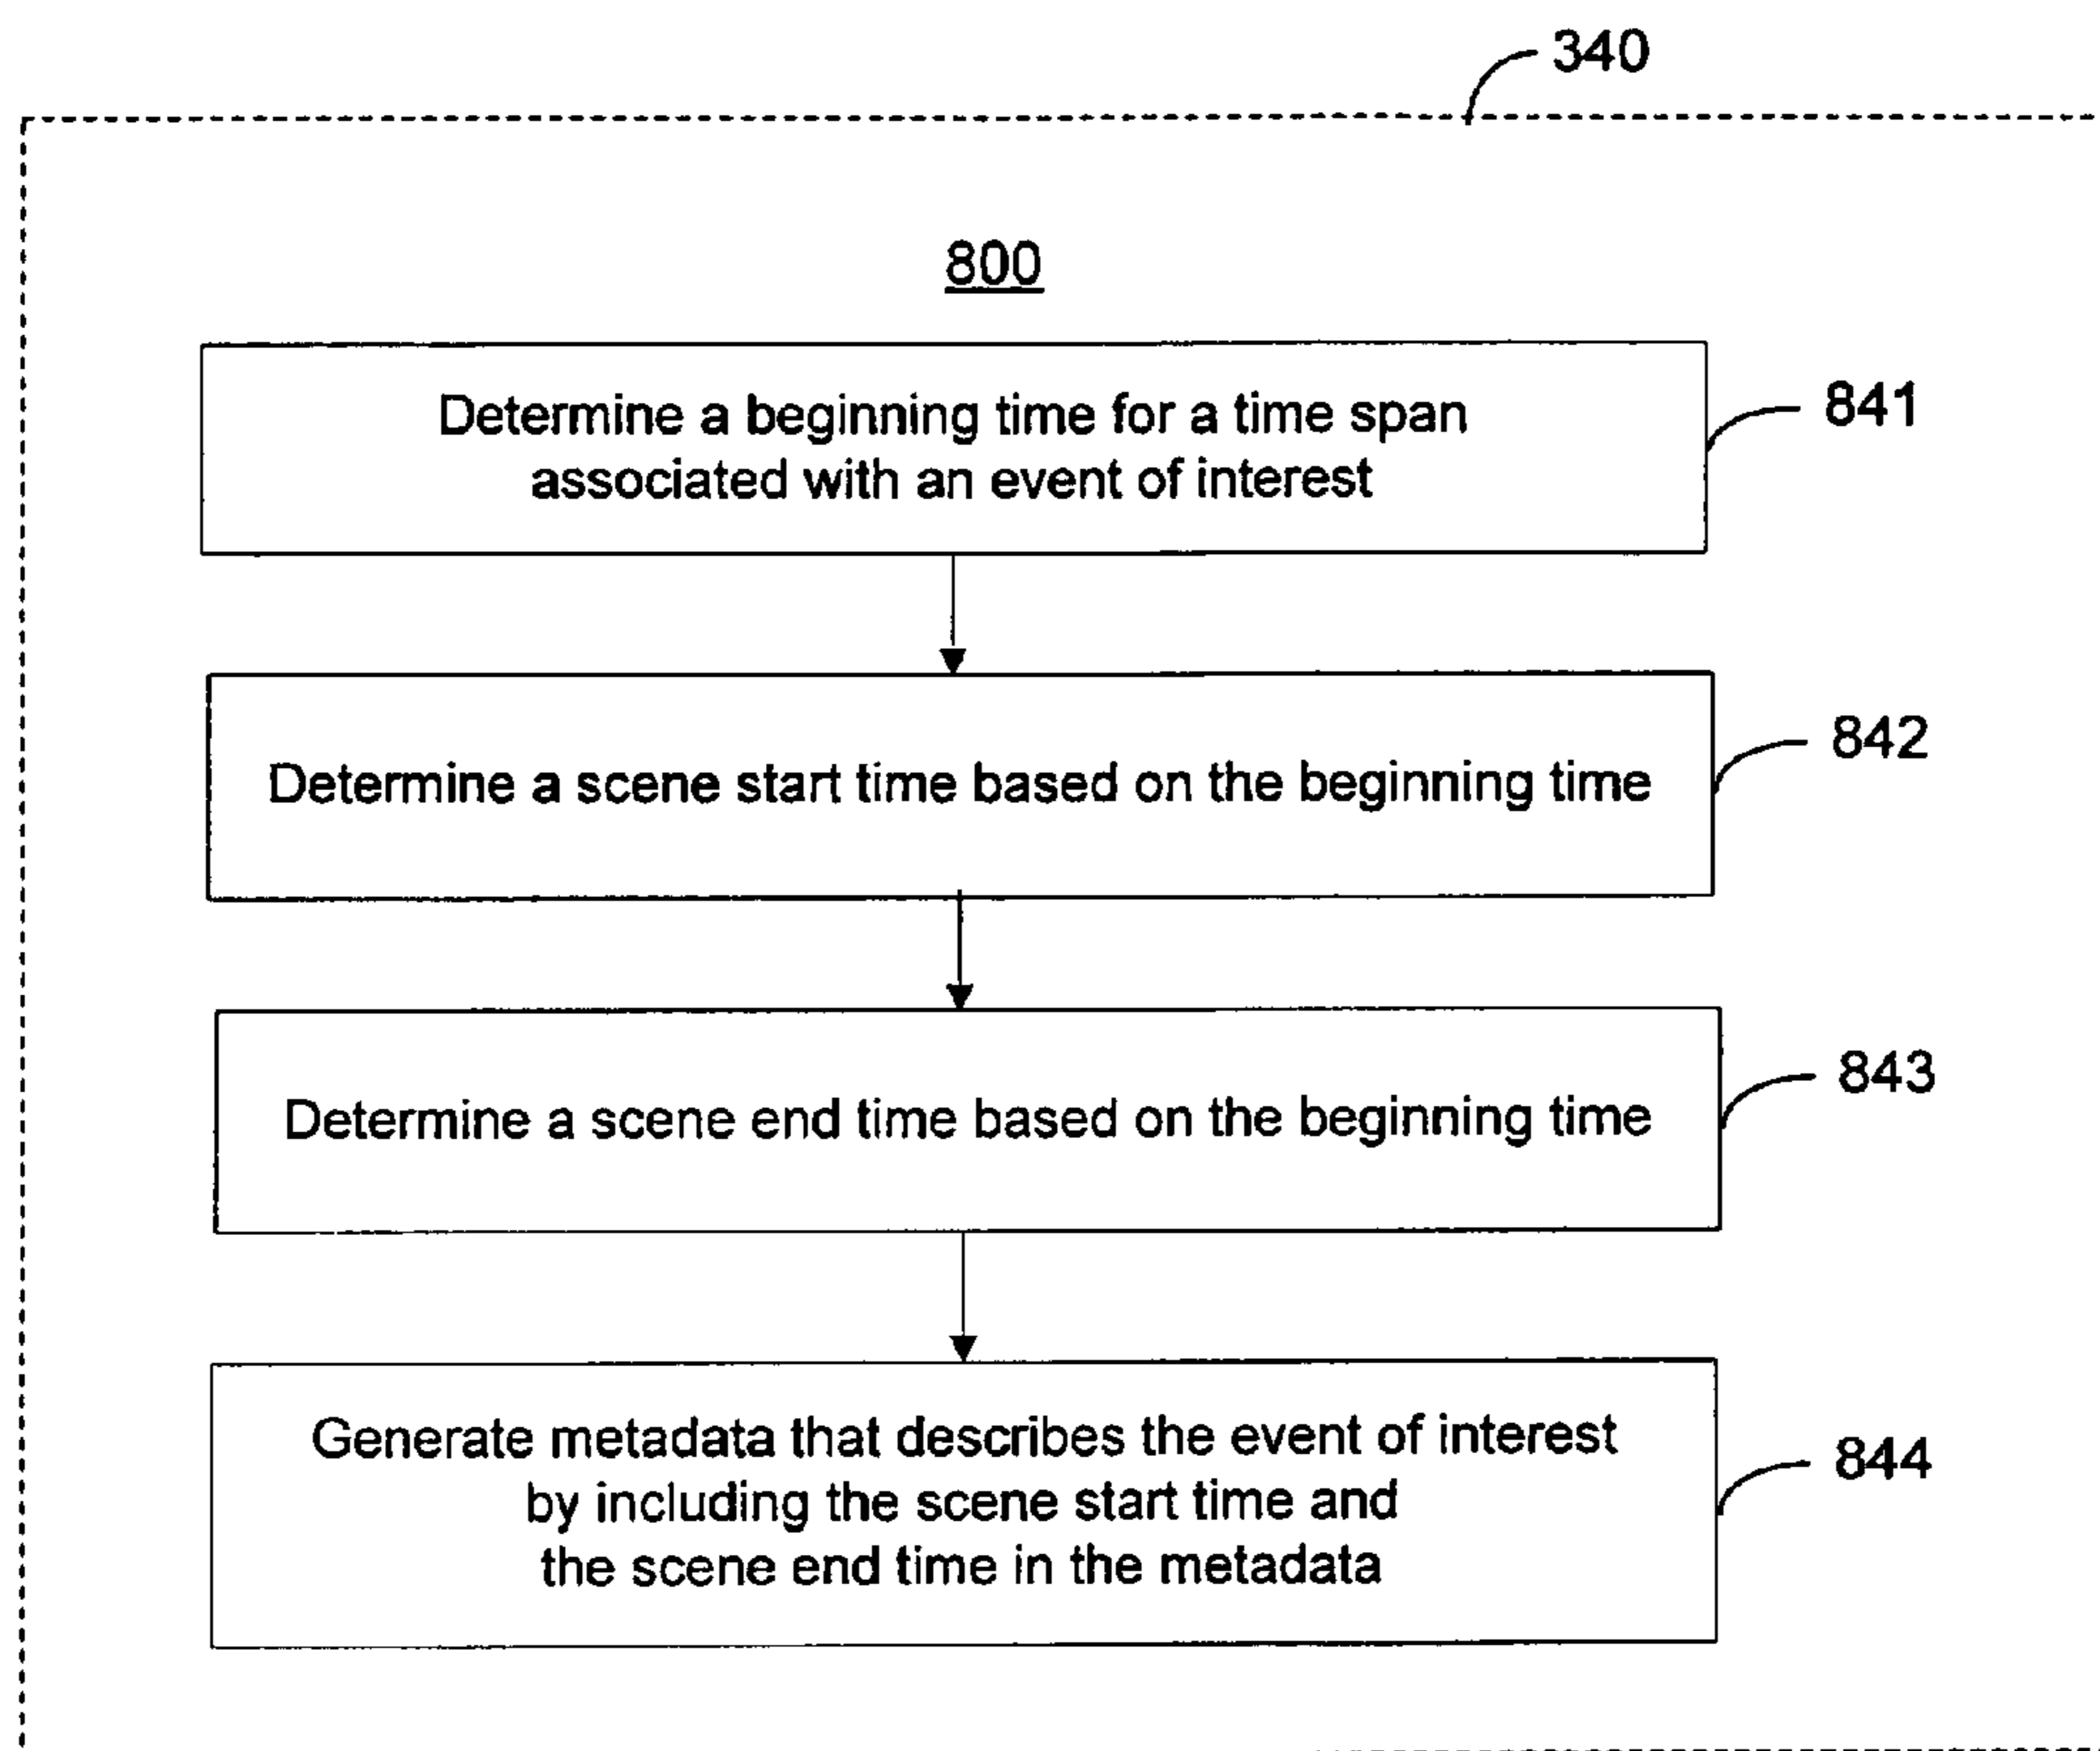 340
800
Determine a beginning time for a time span
associated with an event of interest
841
Determine a scene start time based on the beginning time
842
Determine a scene end time based on the beginning time
843
Generate metadata that describes the event of interest
by including the scene start time and
the scene end time in the metadata
844